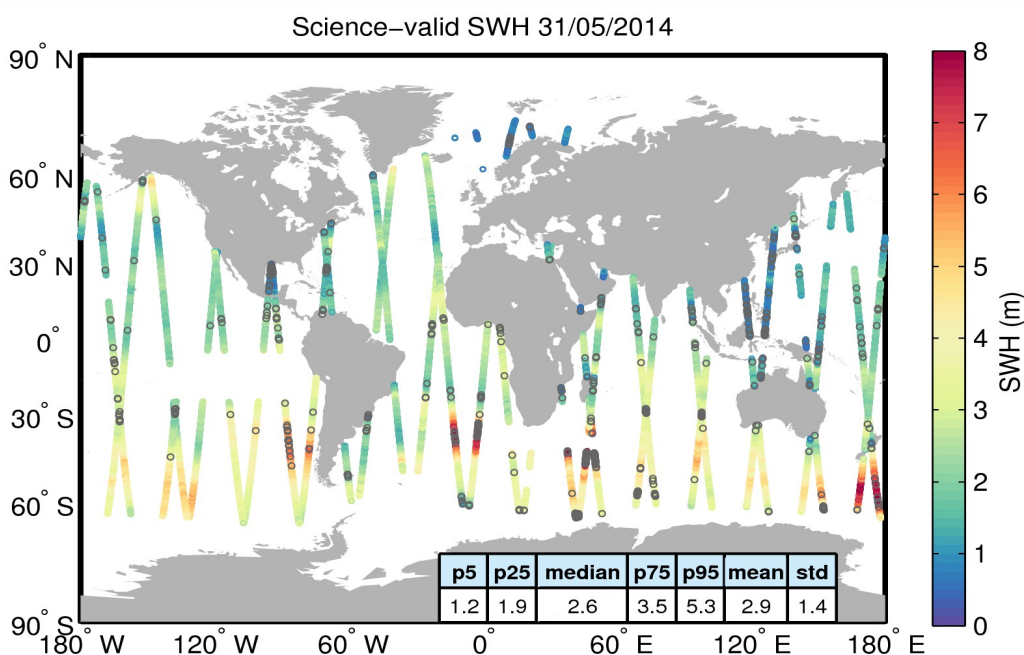 Science−valid SWH 31/05/2014
90° N
60° N
30° N
0°
30° S
60° S
90° S
180° W
120° W
60° W
0°
60° E
120° E
180° E
p5 p25 median p75 p95 mean std
1.2 1.9 2.6 3.5 5.3 2.9 1.4
8
7
6
5
4
3
2
1
0
SWH (m)